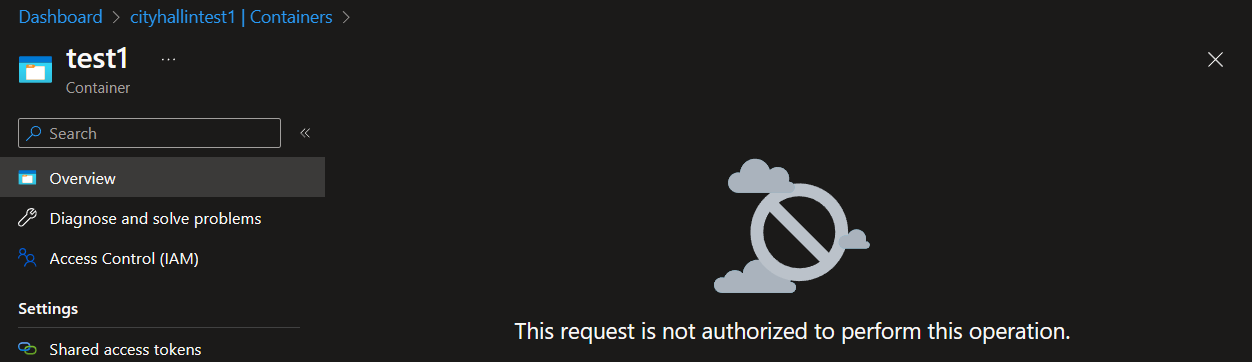 Dashboard > cityhallintest1 | Containers >
test1 ...
Container
Search «
Overview
Diagnose and solve problems
Access Control (IAM)
Settings
Shared access tokens
This request is not authorized to perform this operation.